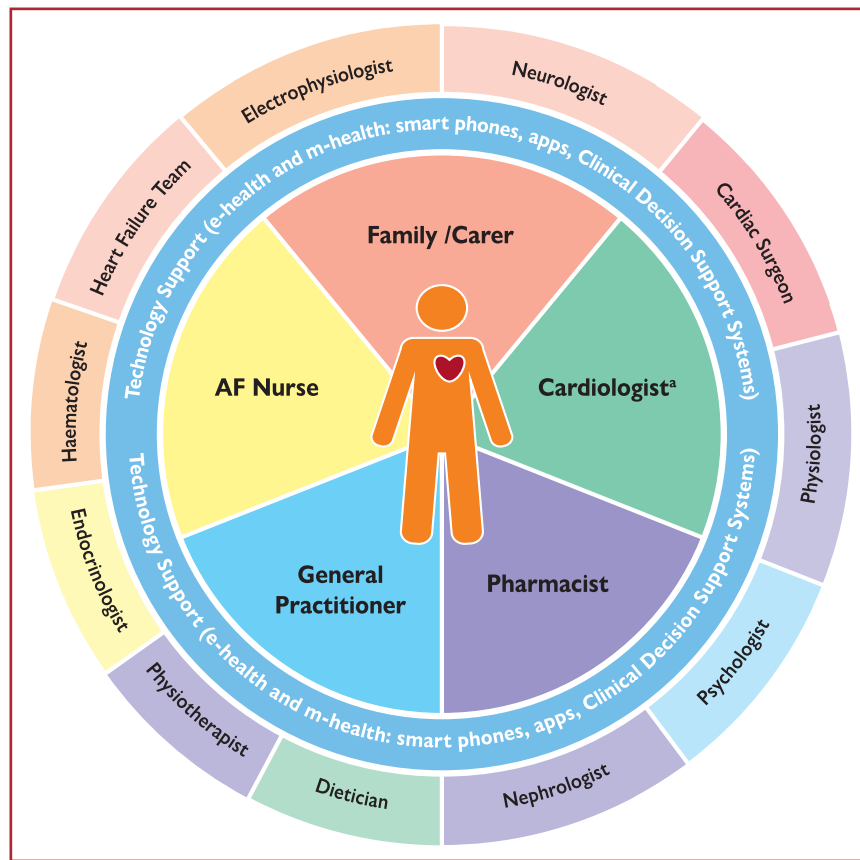 Electrophysiologist
Neurologist
Cardiac Surgeon
Physiologist
Psychologist
Nephrologist
Dietician
Physiotherapist
Endocrinologist
Haematologist
Heart Failure Team
Technology Support (e-health and m-health: smart phones, apps, Clinical Decision Support Systems)
Technology Support (e-health and m-health: smart phones, apps, Clinical Decision Support Systems)
Family /Carer
AF Nurse
Cardiologistᵃ
General
Practitioner
Pharmacist